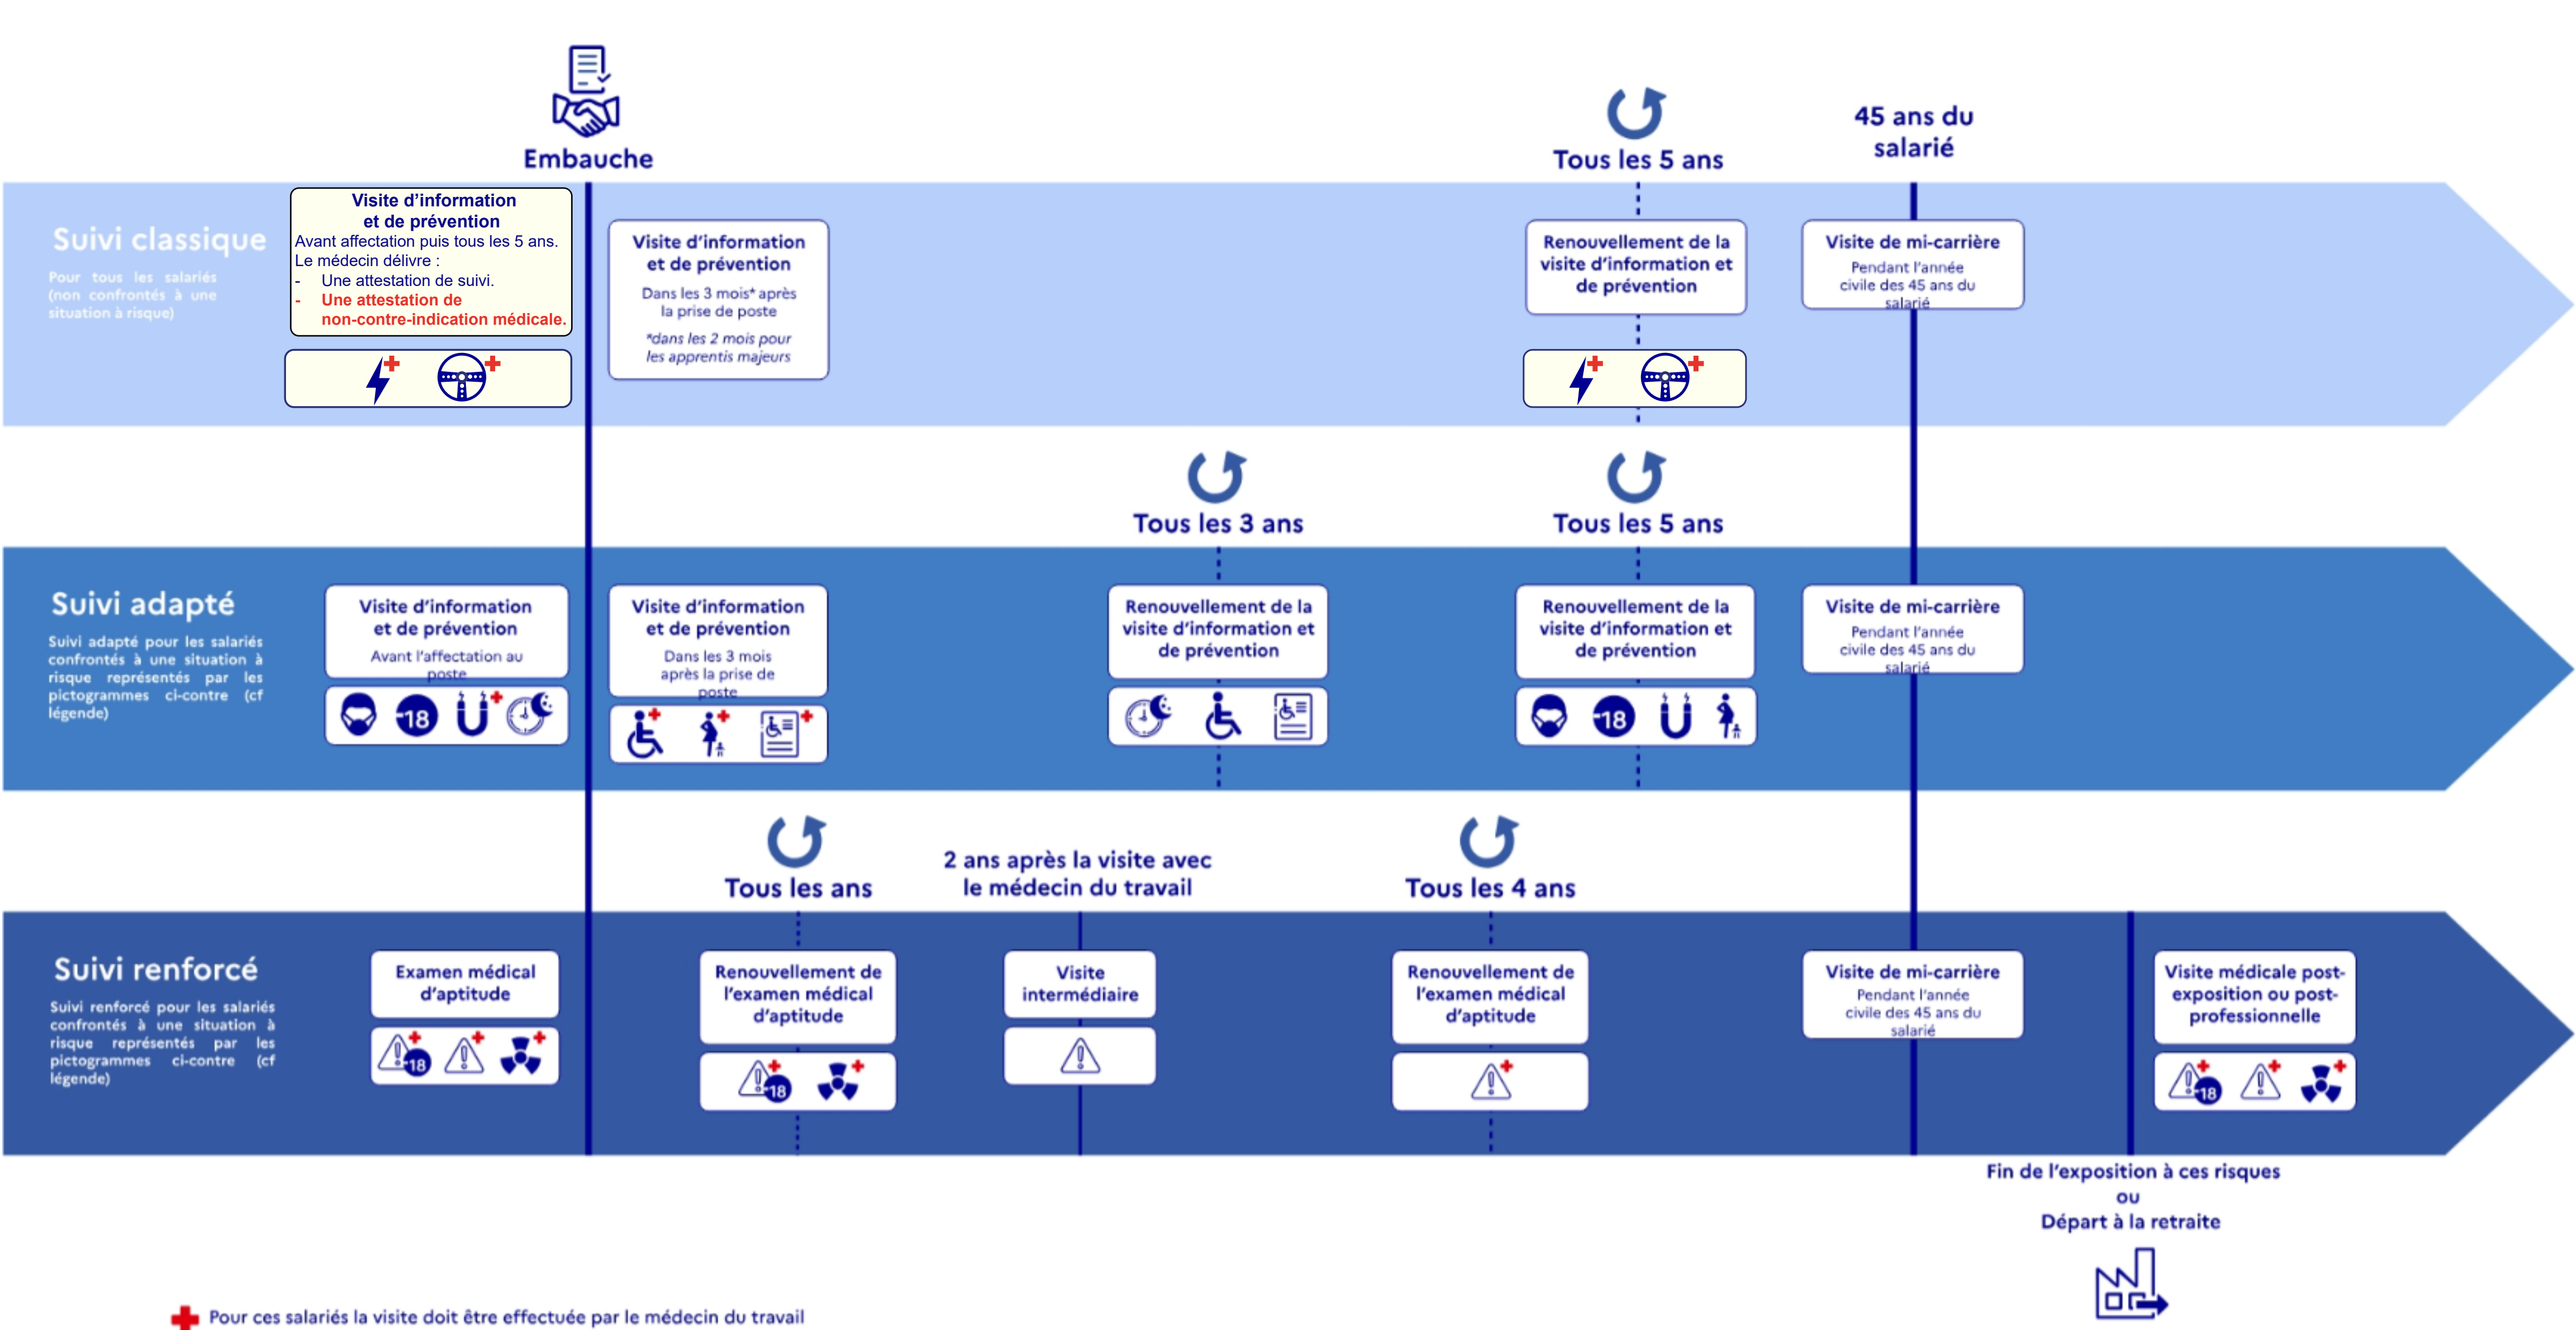 Embauche
Tous les 5 ans
45 ans du
salarié
Suivi classique
Pour tous les salariés
(non confrontés à une
situation à risque)
Visite d’information
et de prévention
Avant affectation puis tous les 5 ans.
Le médecin délivre :
- Une attestation de suivi.
- Une attestation de
non-contre-indication médicale.
Visite d’information
et de prévention
Dans les 3 mois* après
la prise de poste
*dans les 2 mois pour
les apprentis majeurs
Renouvellement de la
visite d’information et
de prévention
Visite de mi-carrière
Pendant l’année
civile des 45 ans du
salarié
Tous les 3 ans
Tous les 5 ans
Suivi adapté
Suivi adapté pour les salariés
confrontés à une situation à
risque représentés par les
pictogrammes ci-contre (cf
légende)
Visite d’information
et de prévention
Avant l’affectation au
poste
-18
Visite d’information
et de prévention
Dans les 3 mois
après la prise de
poste
Renouvellement de la
visite d’information et
de prévention
Renouvellement de la
visite d’information et
de prévention
-18
Visite de mi-carrière
Pendant l’année
civile des 45 ans du
salarié
Tous les ans
2 ans après la visite avec
le médecin du travail
Tous les 4 ans
Suivi renforcé
Suivi renforcé pour les salariés
confrontés à une situation à
risque représentés par les
pictogrammes ci-contre (cf
légende)
Examen médical
d’aptitude
-18
Renouvellement de
l’examen médical
d’aptitude
-18
Visite
intermédiaire
Renouvellement de
l’examen médical
d’aptitude
Visite de mi-carrière
Pendant l’année
civile des 45 ans du
salarié
Visite médicale post-
exposition ou post-
professionnelle
-18
Fin de l’exposition à ces risques
ou
Départ à la retraite
Pour ces salariés la visite doit être effectuée par le médecin du travail